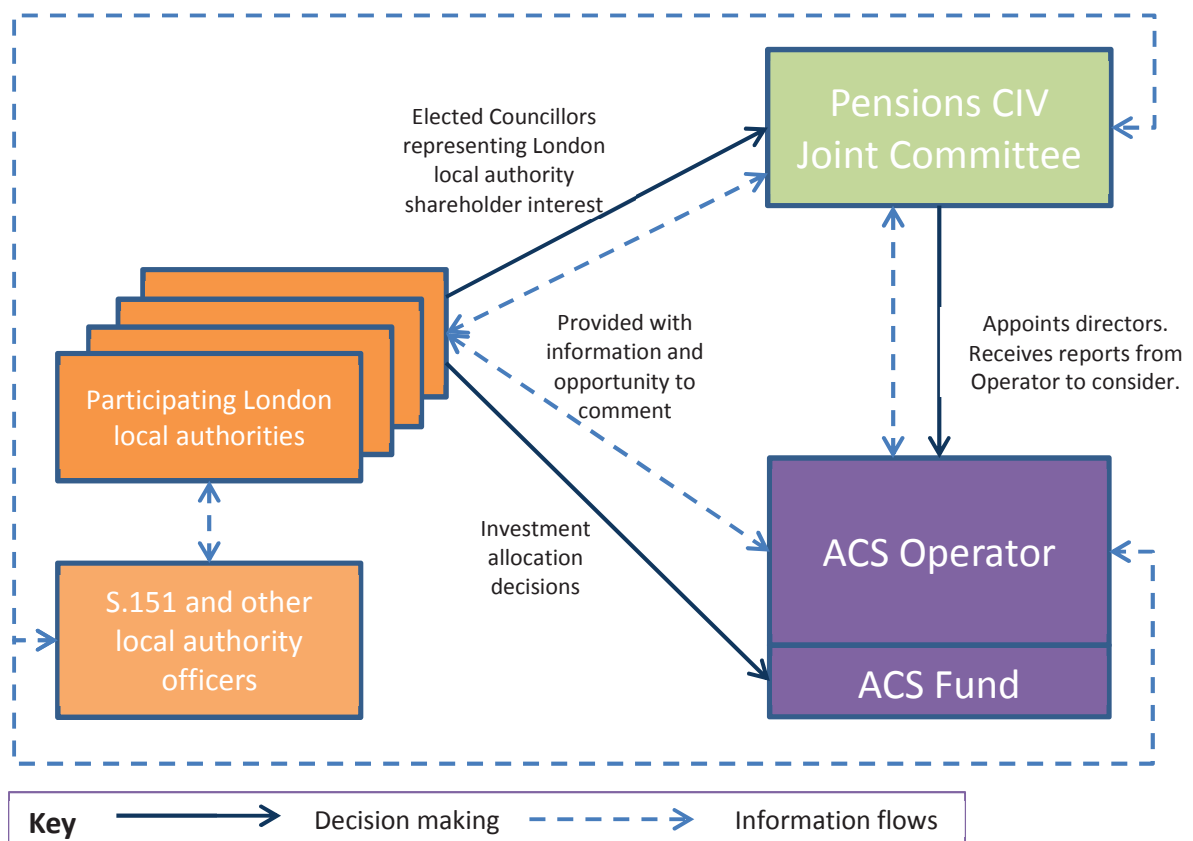 Pensions CIV
Joint Committee
Elected Councillors
representing London
local authority
shareholder interest
Provided with
information and
opportunity to
comment
Appoints directors.
Receives reports from
Operator to consider.
Participating London
local authorities
Investment
allocation
decisions
ACS Operator
S.151 and other
local authority
officers
ACS Fund
Key Decision making Information flows